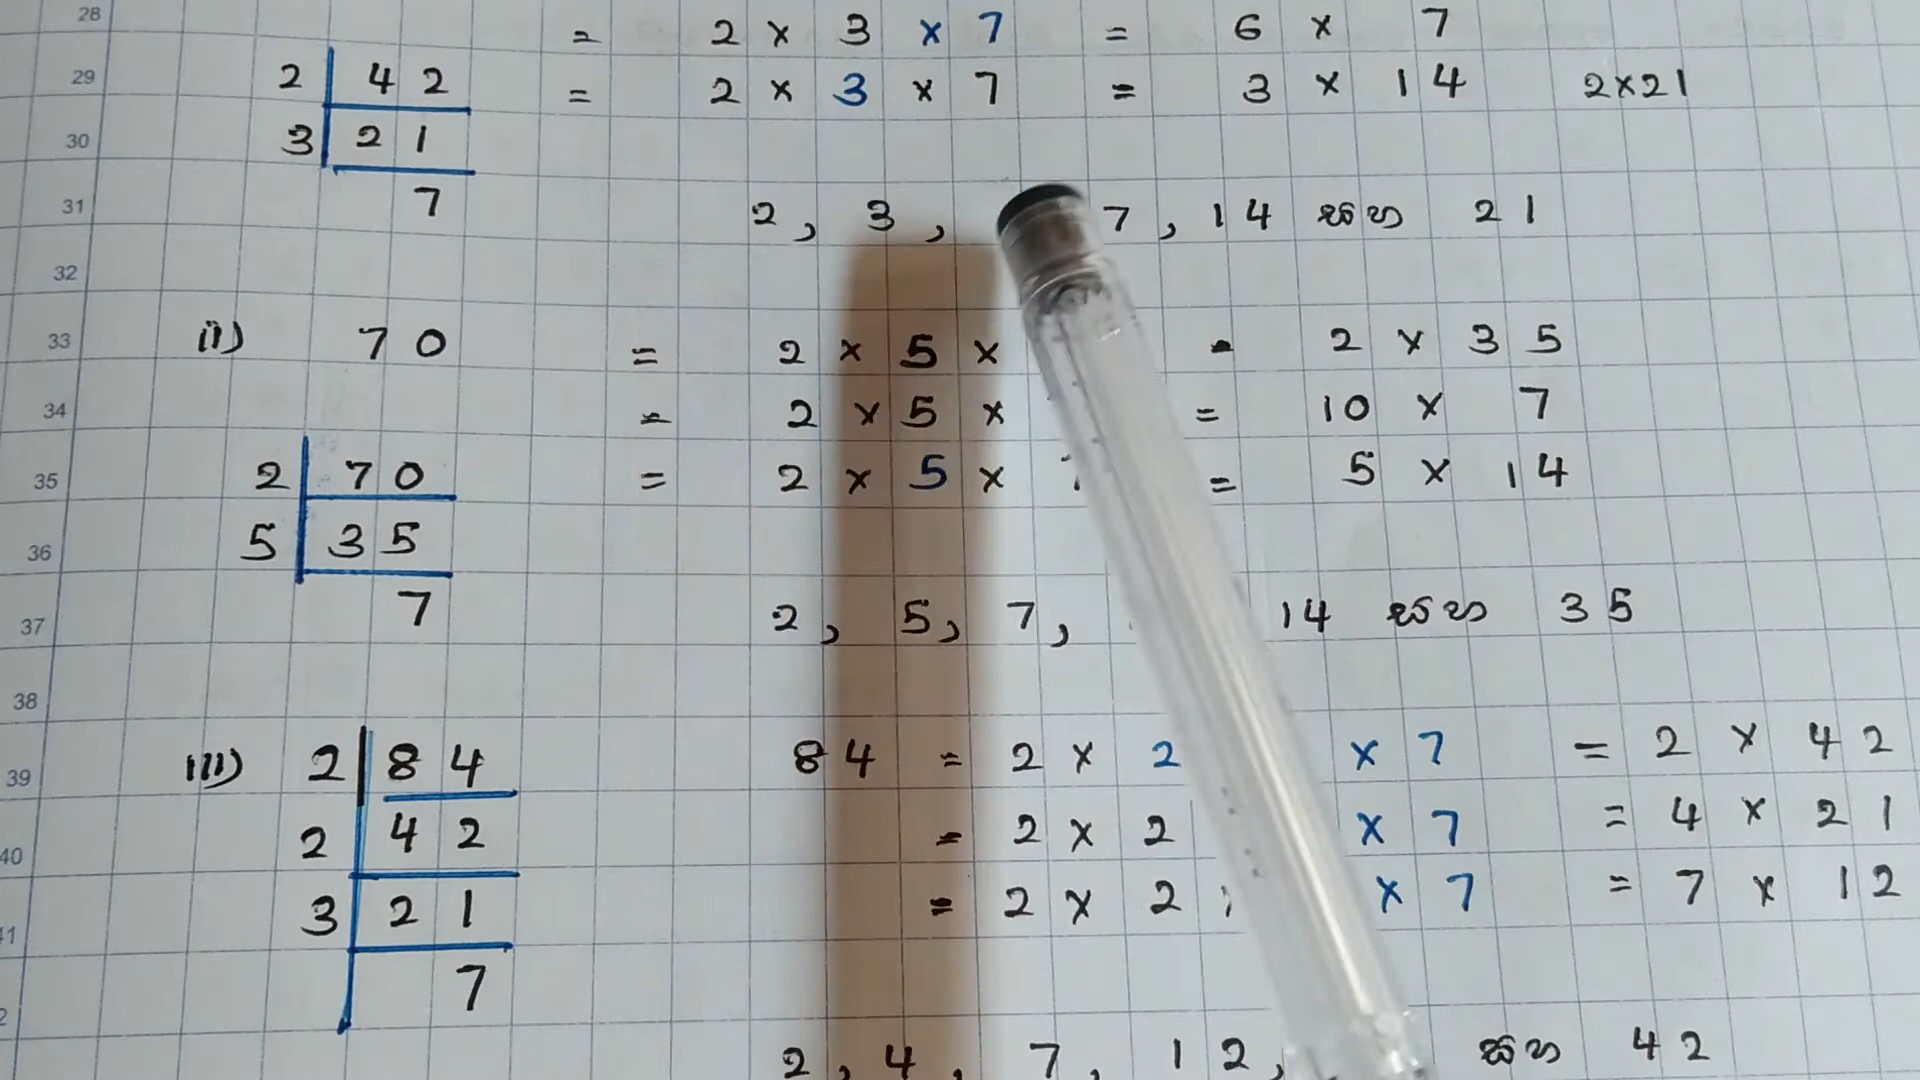 28 = 2 × 3 × 7 = 6 × 7
29 2 42 = 2 × 3 × 7 = 3 × 14 2×21
30 3 21
31 7 2, 3, 7, 14 සහ 21
32
33 (ii) 70 = 2 × 5 × - 2 × 35
34 = 2 × 5 × = 10 × 7
35 2 70 = 2 × 5 × = 5 × 14
36 5 35
37 7 2, 5, 7, 14 සහ 35
38
39 iii) 2 84 84 = 2 × 2 × 7 = 2 × 42
40 2 42 = 2 × 2 × 7 = 4 × 21
3 21 = 2 × 2 × 7 = 7 × 12
7
2, 4, 7, 12, සහ 42